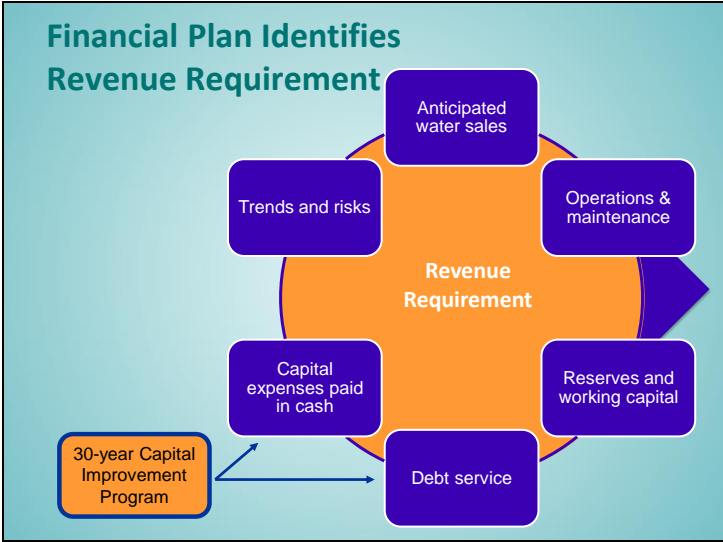 Financial Plan Identifies
Revenue Requirement
Anticipated
water sales
Trends and risks
Operations &
maintenance
Revenue
Requirement
Capital
expenses paid
in cash
Reserves and
working capital
30-year Capital
Improvement
Program
Debt service